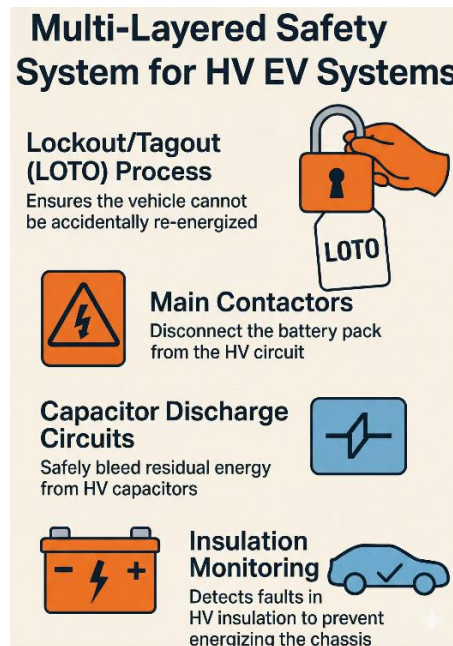 Multi-Layered Safety
System for HV EV Systems
Lockout/Tagout
(LOTO) Process
Ensures the vehicle cannot
be accidentally re-energized
LOTO
Main Contactors
Disconnect the battery pack
from the HV circuit
Capacitor Discharge
Circuits
Safely bleed residual energy
from HV capacitors
- +
Insulation
Monitoring
Detects faults in
HV insulation to prevent
energizing the chassis